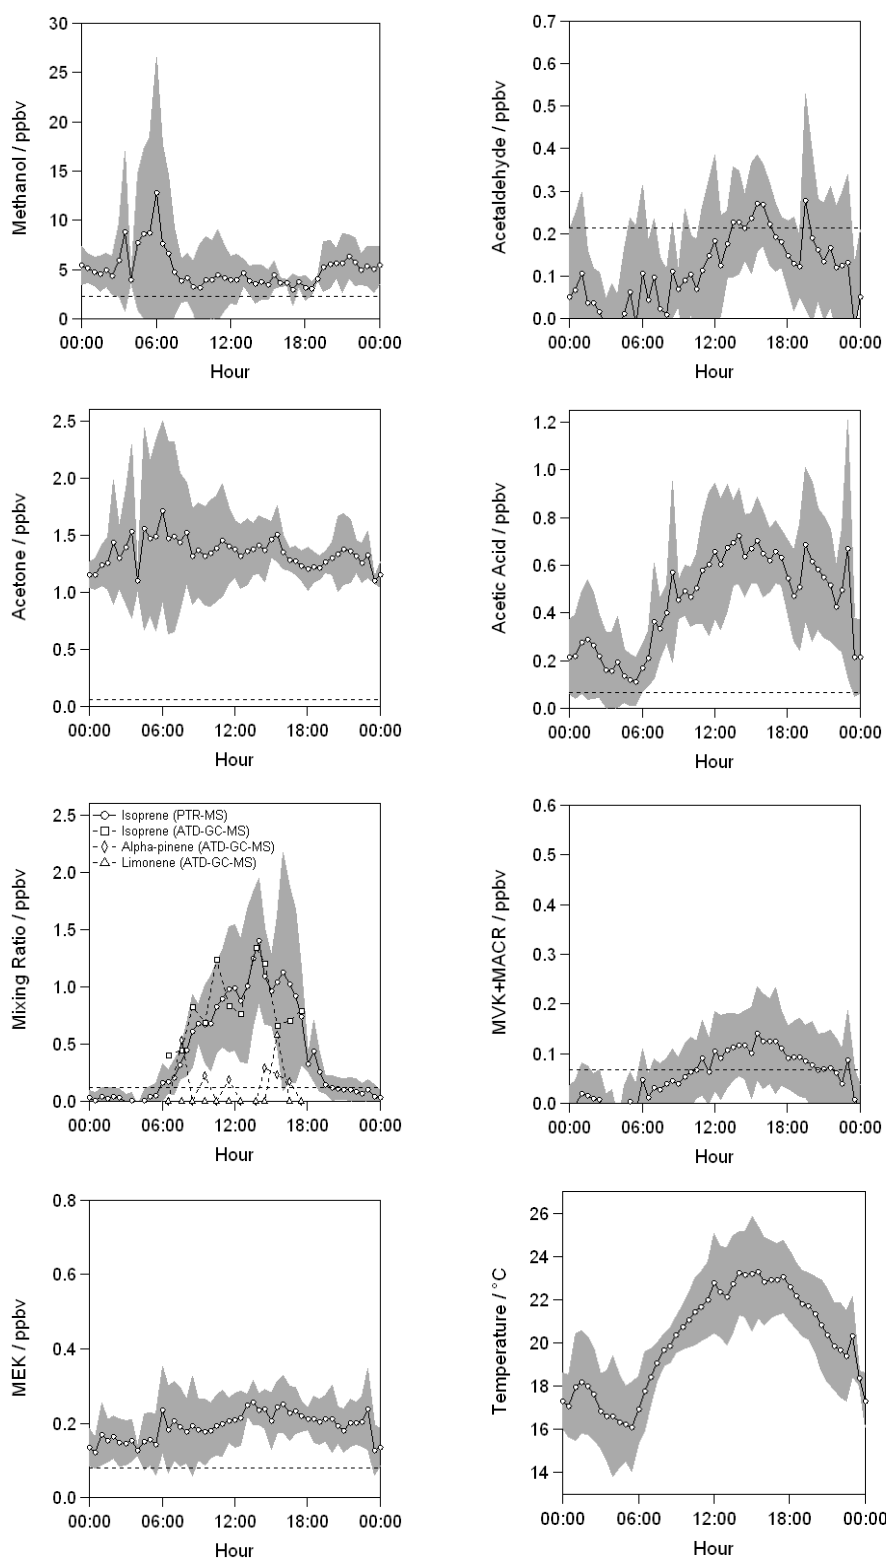 30
25
20
15
10
5
0
Methanol / ppbv
00:00 06:00 12:00 18:00 00:00
Hour
0.7
0.6
0.5
0.4
0.3
0.2
0.1
0.0
Acetaldehyde / ppbv
00:00 06:00 12:00 18:00 00:00
Hour
2.5
2.0
1.5
1.0
0.5
0.0
Acetone / ppbv
00:00 06:00 12:00 18:00 00:00
Hour
1.2
1.0
0.8
0.6
0.4
0.2
0.0
Acetic Acid / ppbv
00:00 06:00 12:00 18:00 00:00
Hour
2.5
2.0
1.5
1.0
0.5
0.0
Mixing Ratio / ppbv
Isoprene (PTR-MS)
Isoprene (ATD-GC-MS)
Alpha-pinene (ATD-GC-MS)
Limonene (ATD-GC-MS)
00:00 06:00 12:00 18:00 00:00
Hour
0.6
0.5
0.4
0.3
0.2
0.1
0.0
MVK+MACR / ppbv
00:00 06:00 12:00 18:00 00:00
Hour
0.8
0.6
0.4
0.2
0.0
MEK / ppbv
00:00 06:00 12:00 18:00 00:00
Hour
26
24
22
20
18
16
14
Temperature / °C
00:00 06:00 12:00 18:00 00:00
Hour